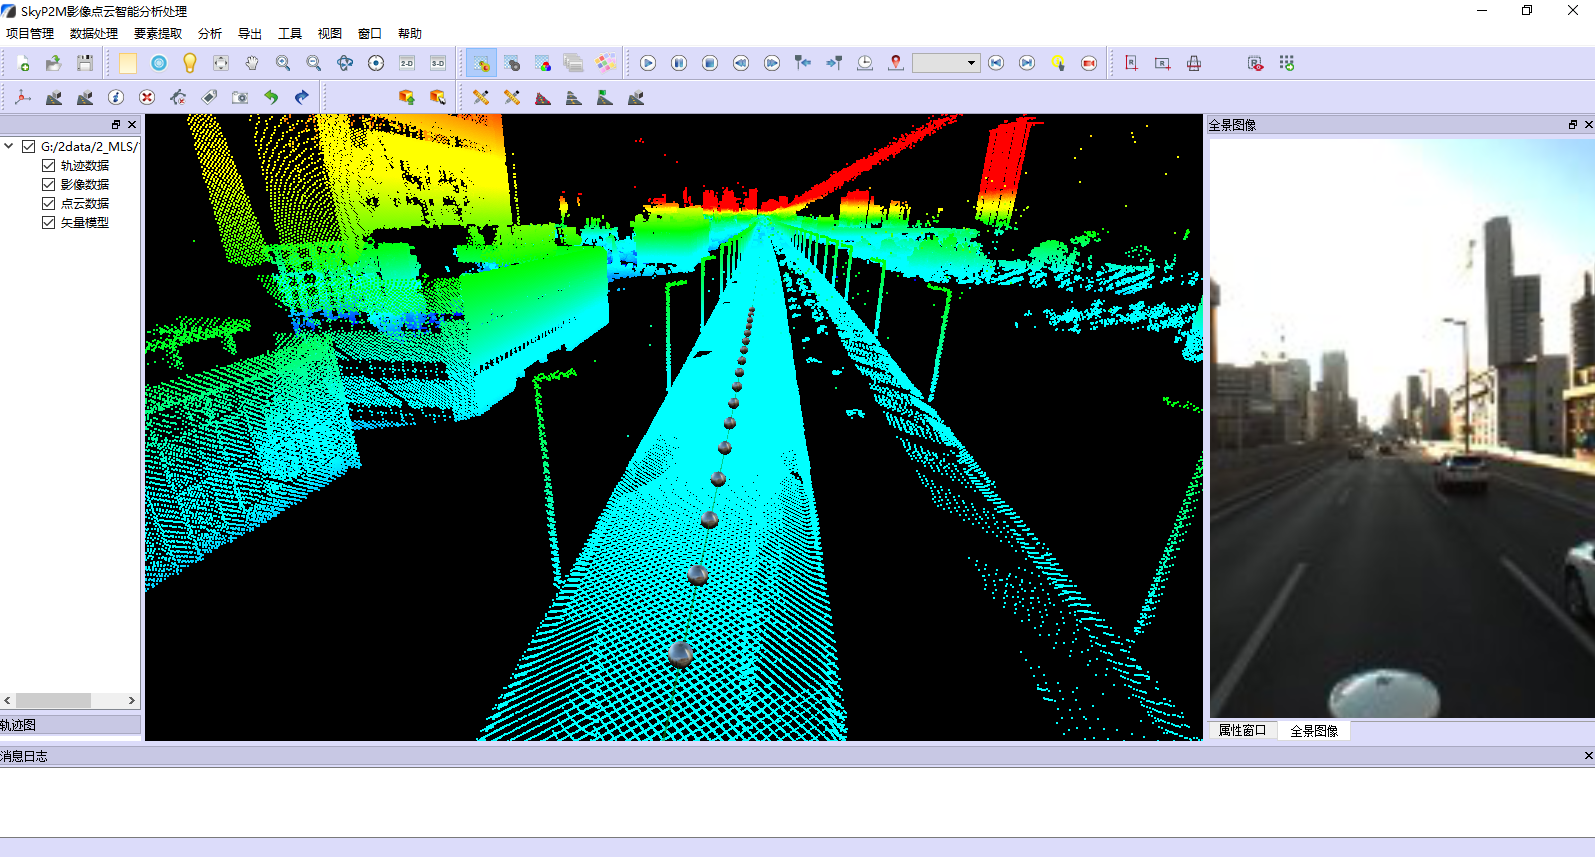 SkyP2M影像点云智能分析处理
项目管理 数据处理 要素提取 分析 导出 工具 视图 窗口 帮助
2-D 3-D
全景图像
G:/2data/2_MLS/
轨迹数据
影像数据
点云数据
矢量模型
轨迹图
属性窗口 全景图像
消息日志